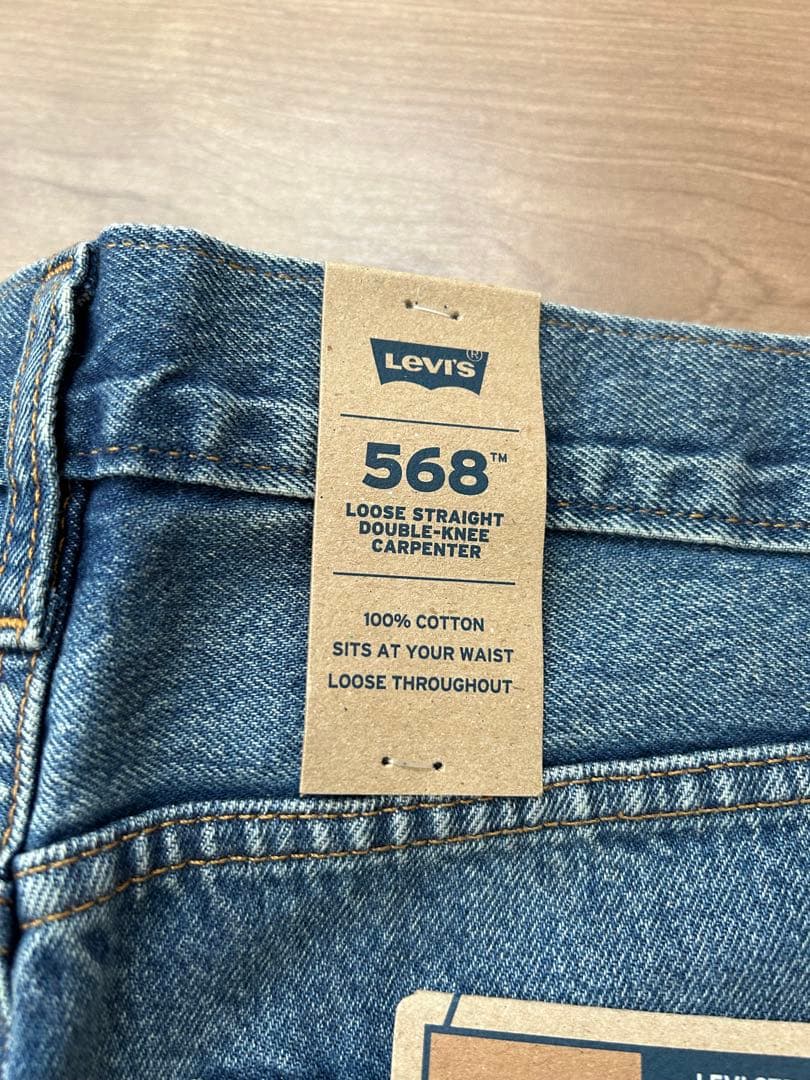 Levi's®
568™
LOOSE STRAIGHT
DOUBLE-KNEE
CARPENTER
100% COTTON
SITS AT YOUR WAIST
LOOSE THROUGHOUT